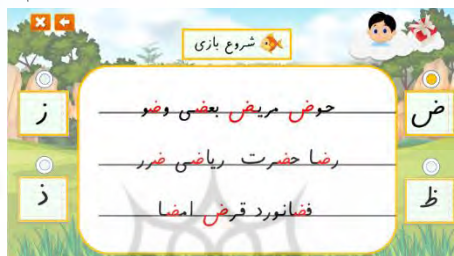 شروع بازی
ض
ز
حوض مریض بعضی وضو
رضا حضرت ریاضی ضرر
ظ
ذ
فضانورد قرض امضا